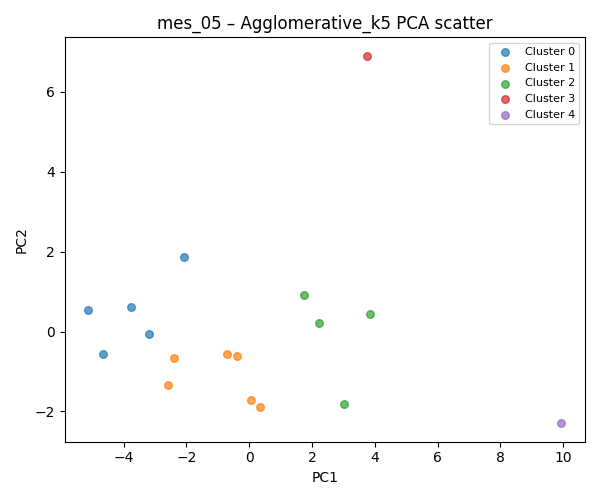 mes_05 – Agglomerative_k5 PCA scatter
Cluster 0
Cluster 1
Cluster 2
Cluster 3
Cluster 4
6
4
2
0
−2
PC2
−4
−2
0
2
4
6
8
10
PC1